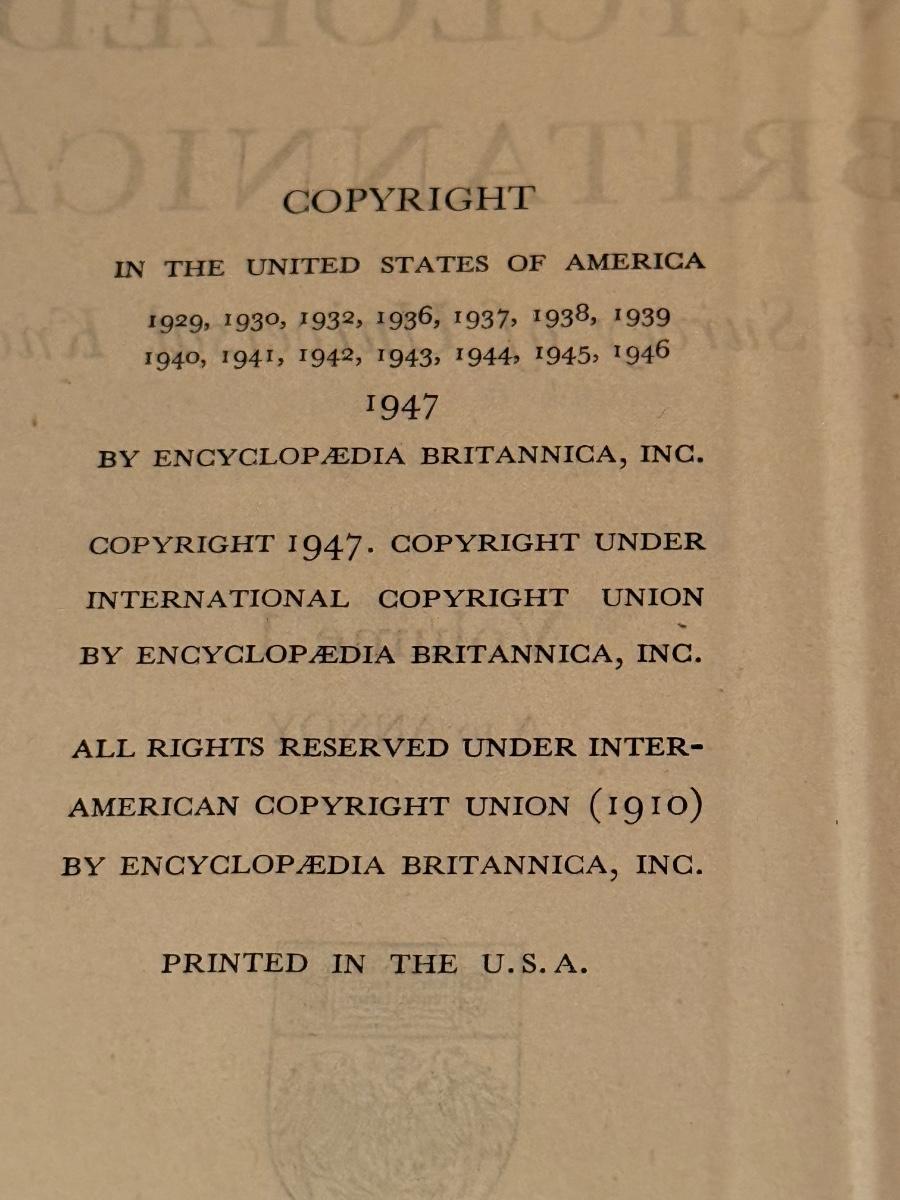 COPYRIGHT
IN THE UNITED STATES OF AMERICA
1929, 1930, 1932, 1936, 1937, 1938, 1939
1940, 1941, 1942, 1943, 1944, 1945, 1946
1947
BY ENCYCLOPÆDIA BRITANNICA, INC.
COPYRIGHT 1947. COPYRIGHT UNDER
INTERNATIONAL COPYRIGHT UNION
BY ENCYCLOPÆDIA BRITANNICA, INC.
ALL RIGHTS RESERVED UNDER INTER-
AMERICAN COPYRIGHT UNION (1910)
BY ENCYCLOPÆDIA BRITANNICA, INC.
PRINTED IN THE U.S.A.